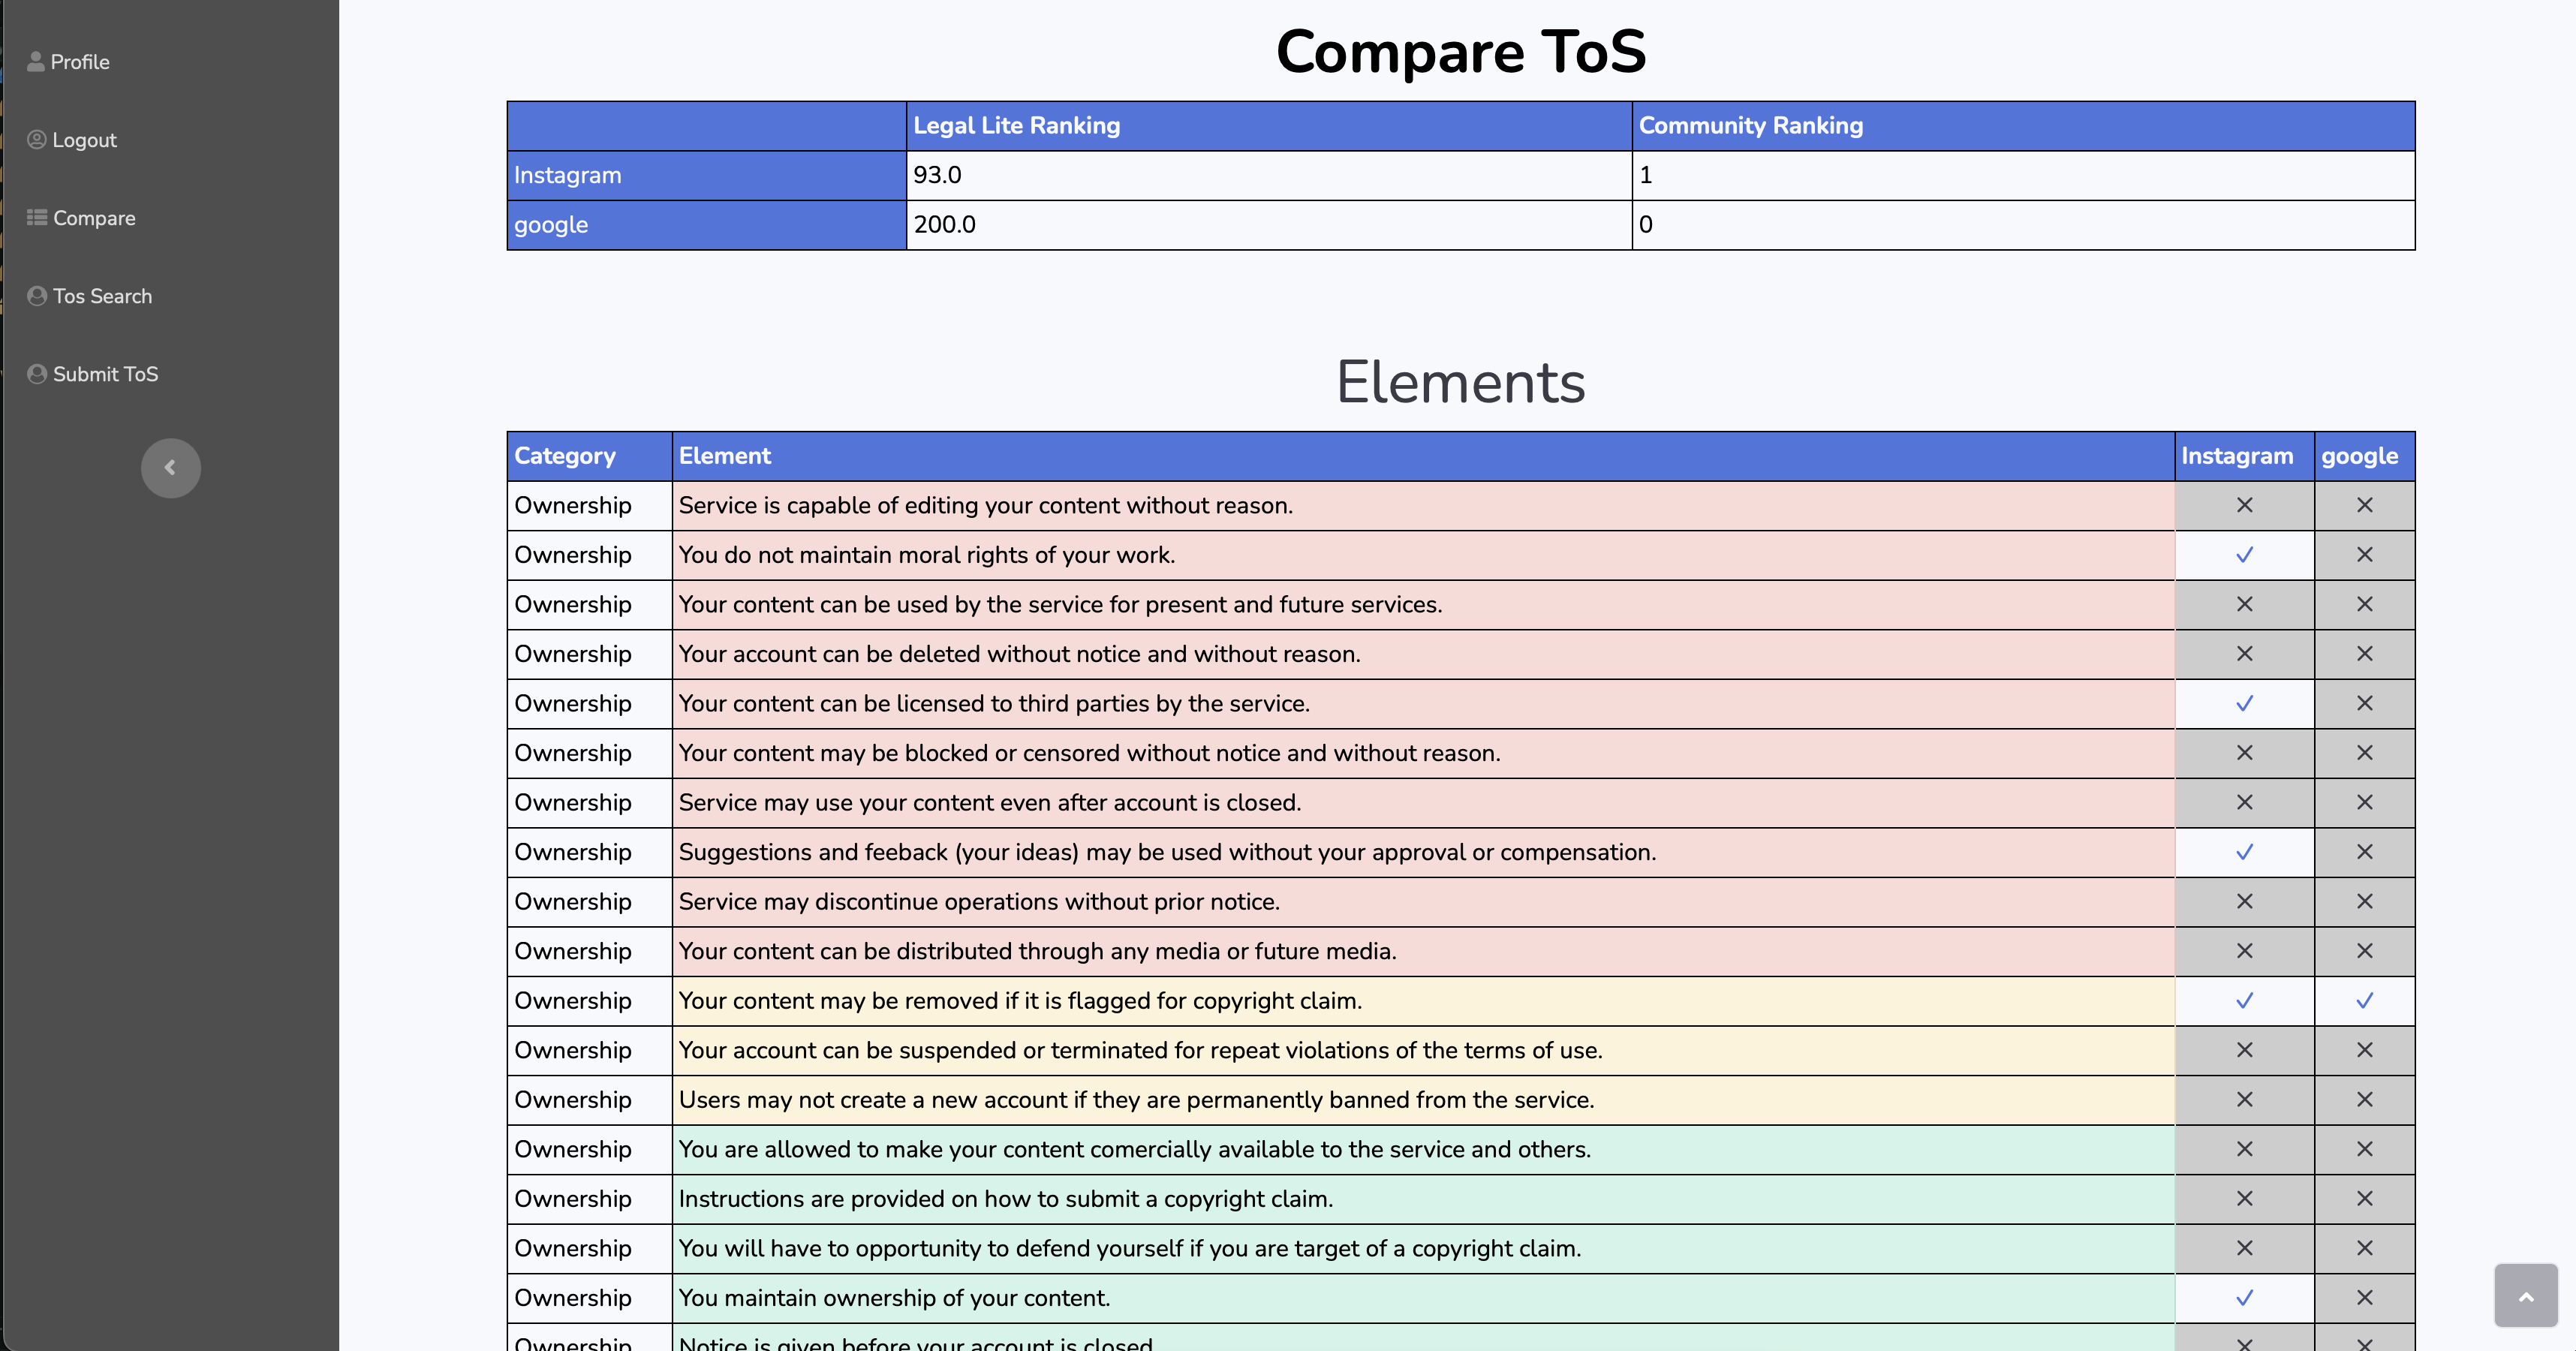 Profile
Logout
Compare
Tos Search
Submit ToS
Compare ToS
Legal Lite Ranking Community Ranking
Instagram 93.0 1
google 200.0 0
Elements
Category Element Instagram google
Ownership Service is capable of editing your content without reason.
Ownership You do not maintain moral rights of your work.
Ownership Your content can be used by the service for present and future services.
Ownership Your account can be deleted without notice and without reason.
Ownership Your content can be licensed to third parties by the service.
Ownership Your content may be blocked or censored without notice and without reason.
Ownership Service may use your content even after account is closed.
Ownership Suggestions and feeback (your ideas) may be used without your approval or compensation.
Ownership Service may discontinue operations without prior notice.
Ownership Your content can be distributed through any media or future media.
Ownership Your content may be removed if it is flagged for copyright claim.
Ownership Your account can be suspended or terminated for repeat violations of the terms of use.
Ownership Users may not create a new account if they are permanently banned from the service.
Ownership You are allowed to make your content comercially available to the service and others.
Ownership Instructions are provided on how to submit a copyright claim.
Ownership You will have to opportunity to defend yourself if you are target of a copyright claim.
Ownership You maintain ownership of your content.
Ownership Notice is given before your account is closed.